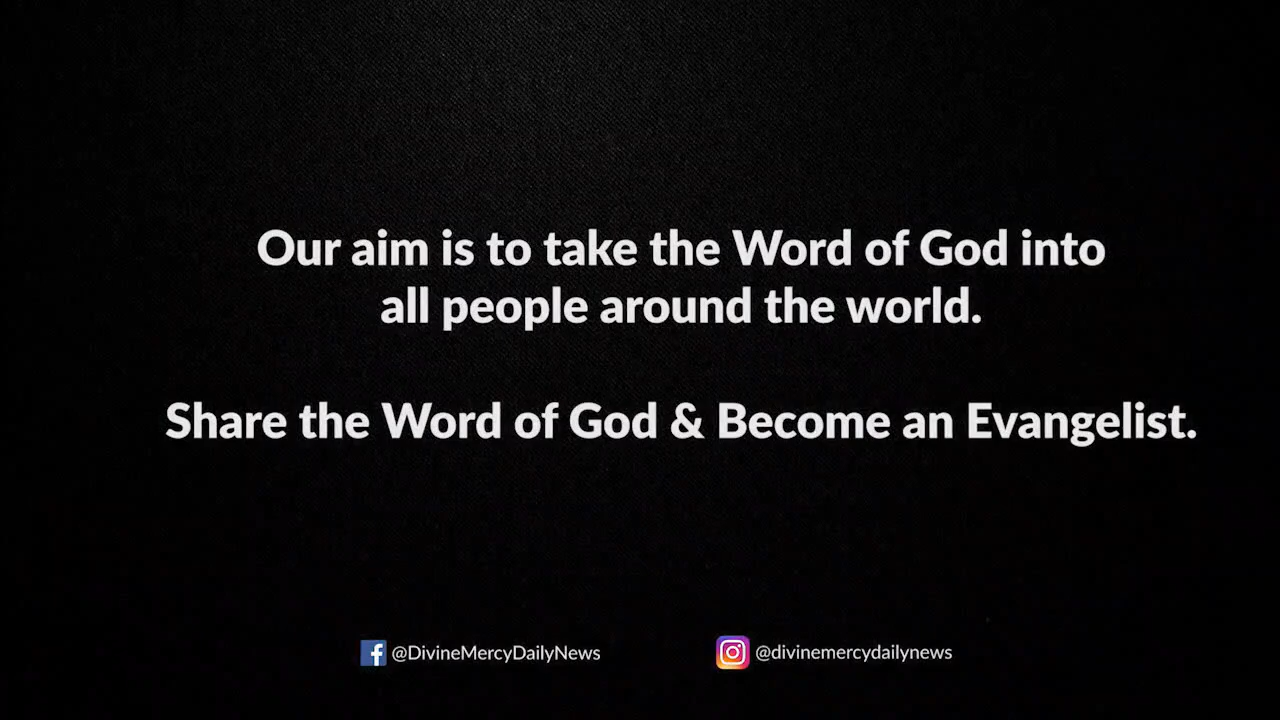 Our aim is to take the Word of God into
all people around the world.
Share the Word of God & Become an Evangelist.
@DivineMercyDailyNews
@divinemercydailynews